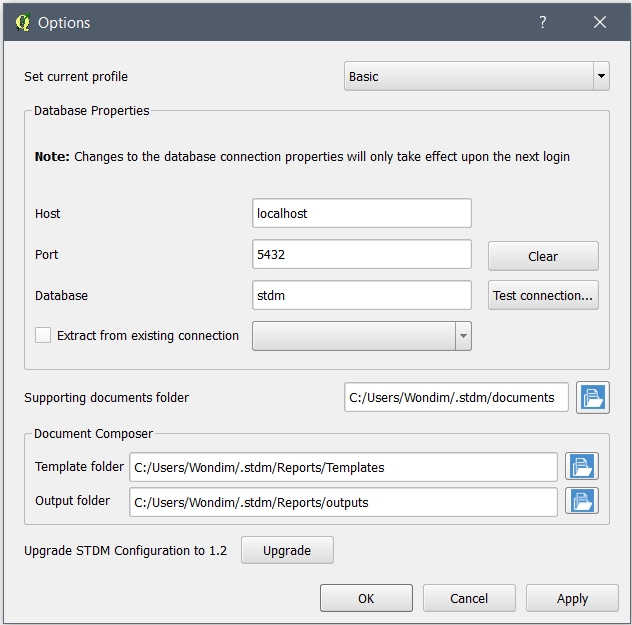 Options ?
Set current profile Basic
Database Properties
Note: Changes to the database connection properties will only take effect upon the next login
Host localhost
Port 5432 Clear
Database stdm Test connection...
Extract from existing connection
Supporting documents folder C:/Users/Wondim/.stdm/documents
Document Composer
Template folder C:/Users/Wondim/.stdm/Reports/Templates
Output folder C:/Users/Wondim/.stdm/Reports/outputs
Upgrade STDM Configuration to 1.2 Upgrade
OK Cancel Apply